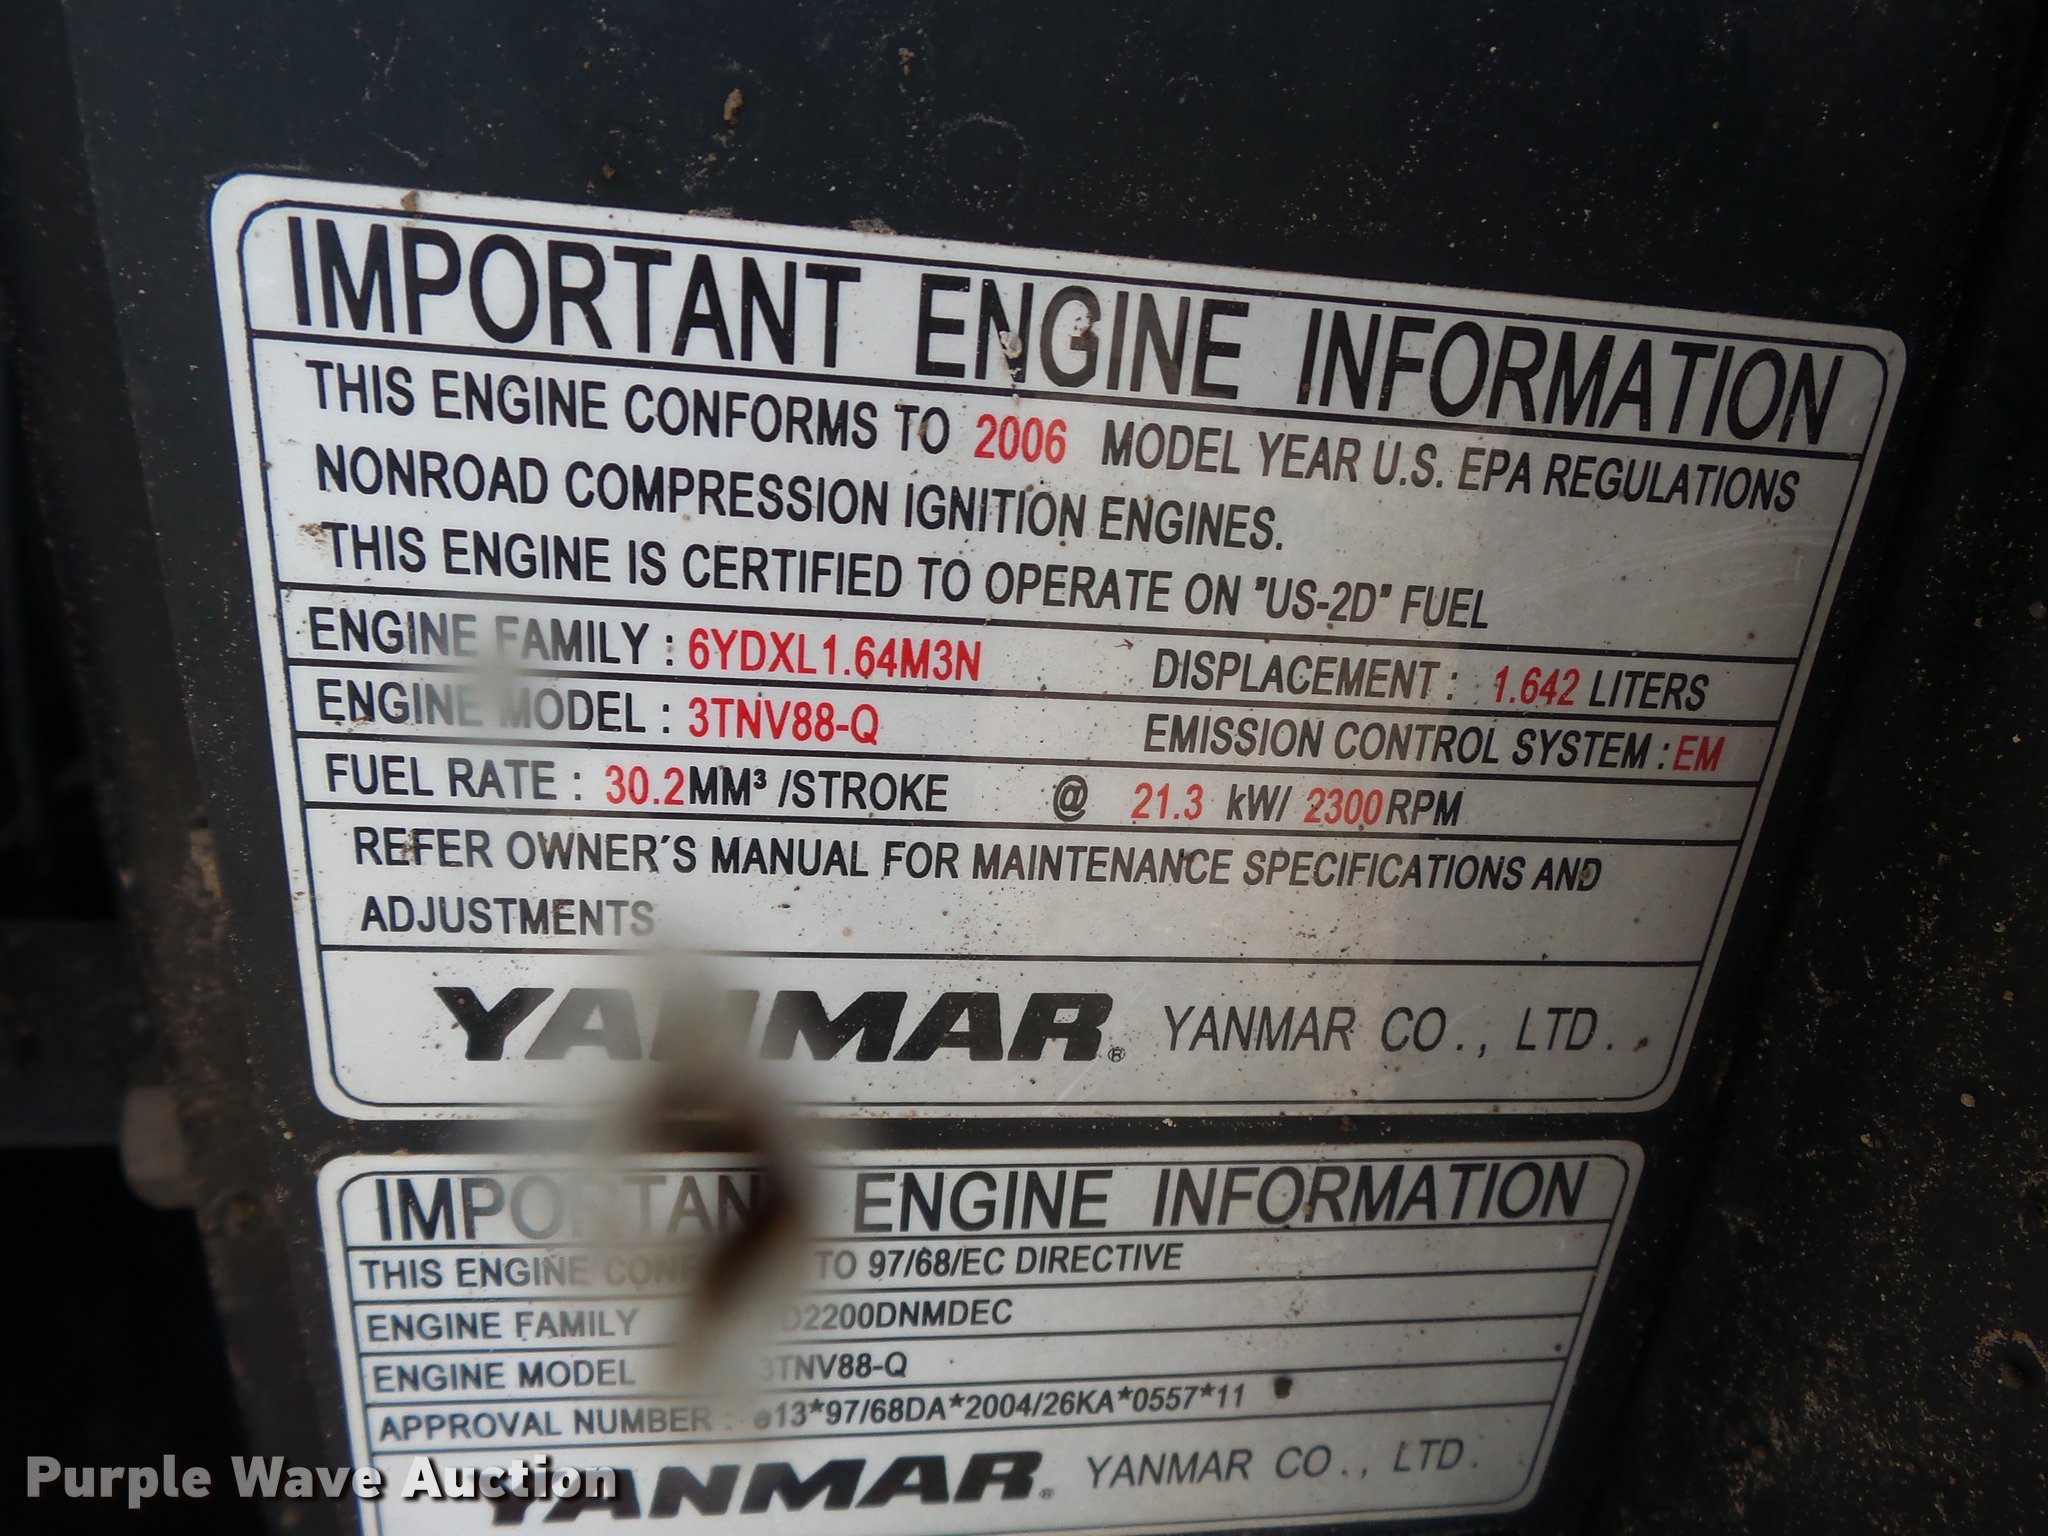 IMPORTANT ENGINE INFORMATION
THIS ENGINE CONFORMS TO 2006 MODEL YEAR U.S. EPA REGULATIONS
NONROAD COMPRESSION IGNITION ENGINES.
THIS ENGINE IS CERTIFIED TO OPERATE ON "US-2D" FUEL
ENGINE FAMILY : 6YDXL1.64M3N DISPLACEMENT : 1.642 LITERS
ENGINE MODEL : 3TNV88-Q EMISSION CONTROL SYSTEM : EM
FUEL RATE : 30.2MM³ /STROKE @ 21.3 kW/ 2300RPM
REFER OWNER'S MANUAL FOR MAINTENANCE SPECIFICATIONS AND
ADJUSTMENTS
YANMAR® YANMAR CO., LTD.
IMPORTANT ENGINE INFORMATION
THIS ENGINE TO 97/68/EC DIRECTIVE
ENGINE FAMILY
ENGINE MODEL 3TNV88-Q
APPROVAL NUMBER : e13*97/68DA*2004/26KA*0557*11
YANMAR® YANMAR CO., LTD.
Purple Wave Auction